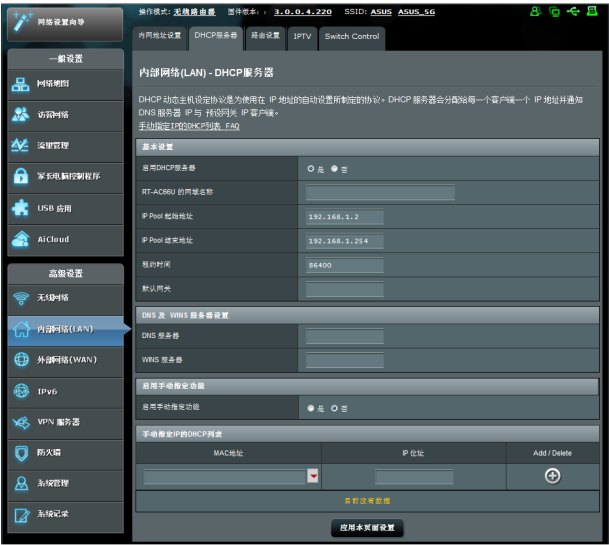 操作模式: 无线路由器 固件版本: : 3.0.0.4.220 SSID: ASUS ASUS_5G
网络设置向导
一般设置
网络地图
访客网络
流量管理
家长电脑控制程序
USB 应用
AiCloud
高级设置
无线网络
内部网络(LAN)
外部网络(WAN)
IPv6
VPN 服务器
防火墙
系统管理
系统记录
内网地址设置 DHCP服务器 路由设置 IPTV Switch Control
内部网络(LAN) - DHCP服务器
DHCP 动态主机设定协议是为使用在 IP 地址的自动设置所制定的协议。DHCP 服务器会分配给每一个客户端一个 IP 地址并通知
DNS 服务器 IP 与 预设网关 IP 客户端。
手动指定IP的DHCP列表 FAQ
基本设置
启用DHCP服务器 是 否
RT-AC66U 的网域名称
IP Pool 起始地址 192.168.1.2
IP Pool 结束地址 192.168.1.254
租约时间 86400
默认网关
DNS 及 WINS 服务器设置
DNS 服务器
WINS 服务器
启用手动指定功能
启用手动指定功能 是 否
手动指定IP的DHCP列表
MAC地址 IP 位址 Add / Delete
目前没有数据
应用本页面设置